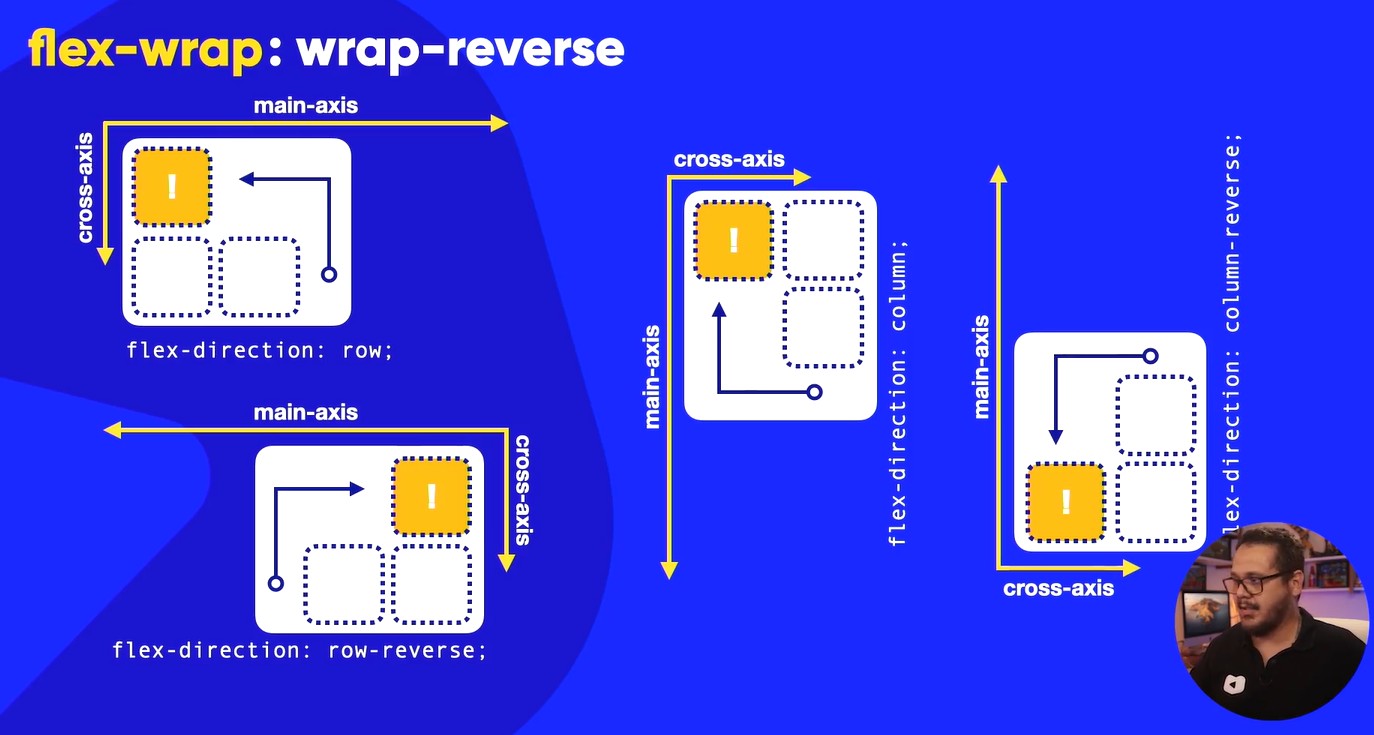 flex-wrap: wrap-reverse
main-axis
cross-axis
!
flex-direction: row;
main-axis
cross-axis
!
flex-direction: row-reverse;
cross-axis
main-axis
!
flex-direction: column;
main-axis
!
cross-axis
flex-direction: column-reverse;